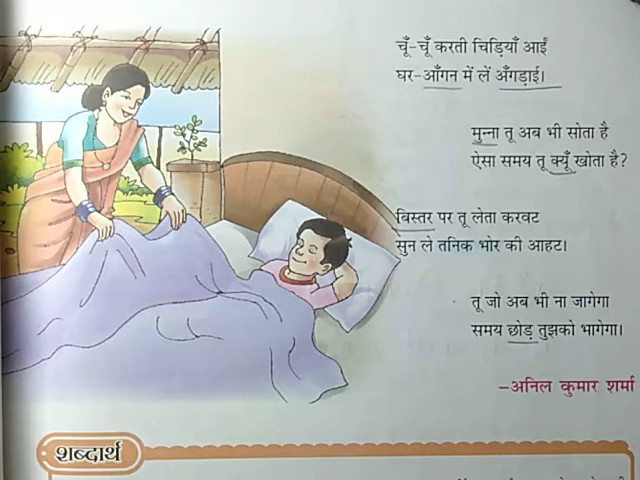 चूँ-चूँ करती चिड़ियाँ आईं
घर-आँगन में लें अँगड़ाई।
मुन्ना तू अब भी सोता है
ऐसा समय तू क्यूँ खोता है?
बिस्तर पर तू लेता करवट
सुन ले तनिक भोर की आहट।
तू जो अब भी ना जागेगा
समय छोड़ तुझको भागेगा।
–अनिल कुमार शर्मा
शब्दार्थ